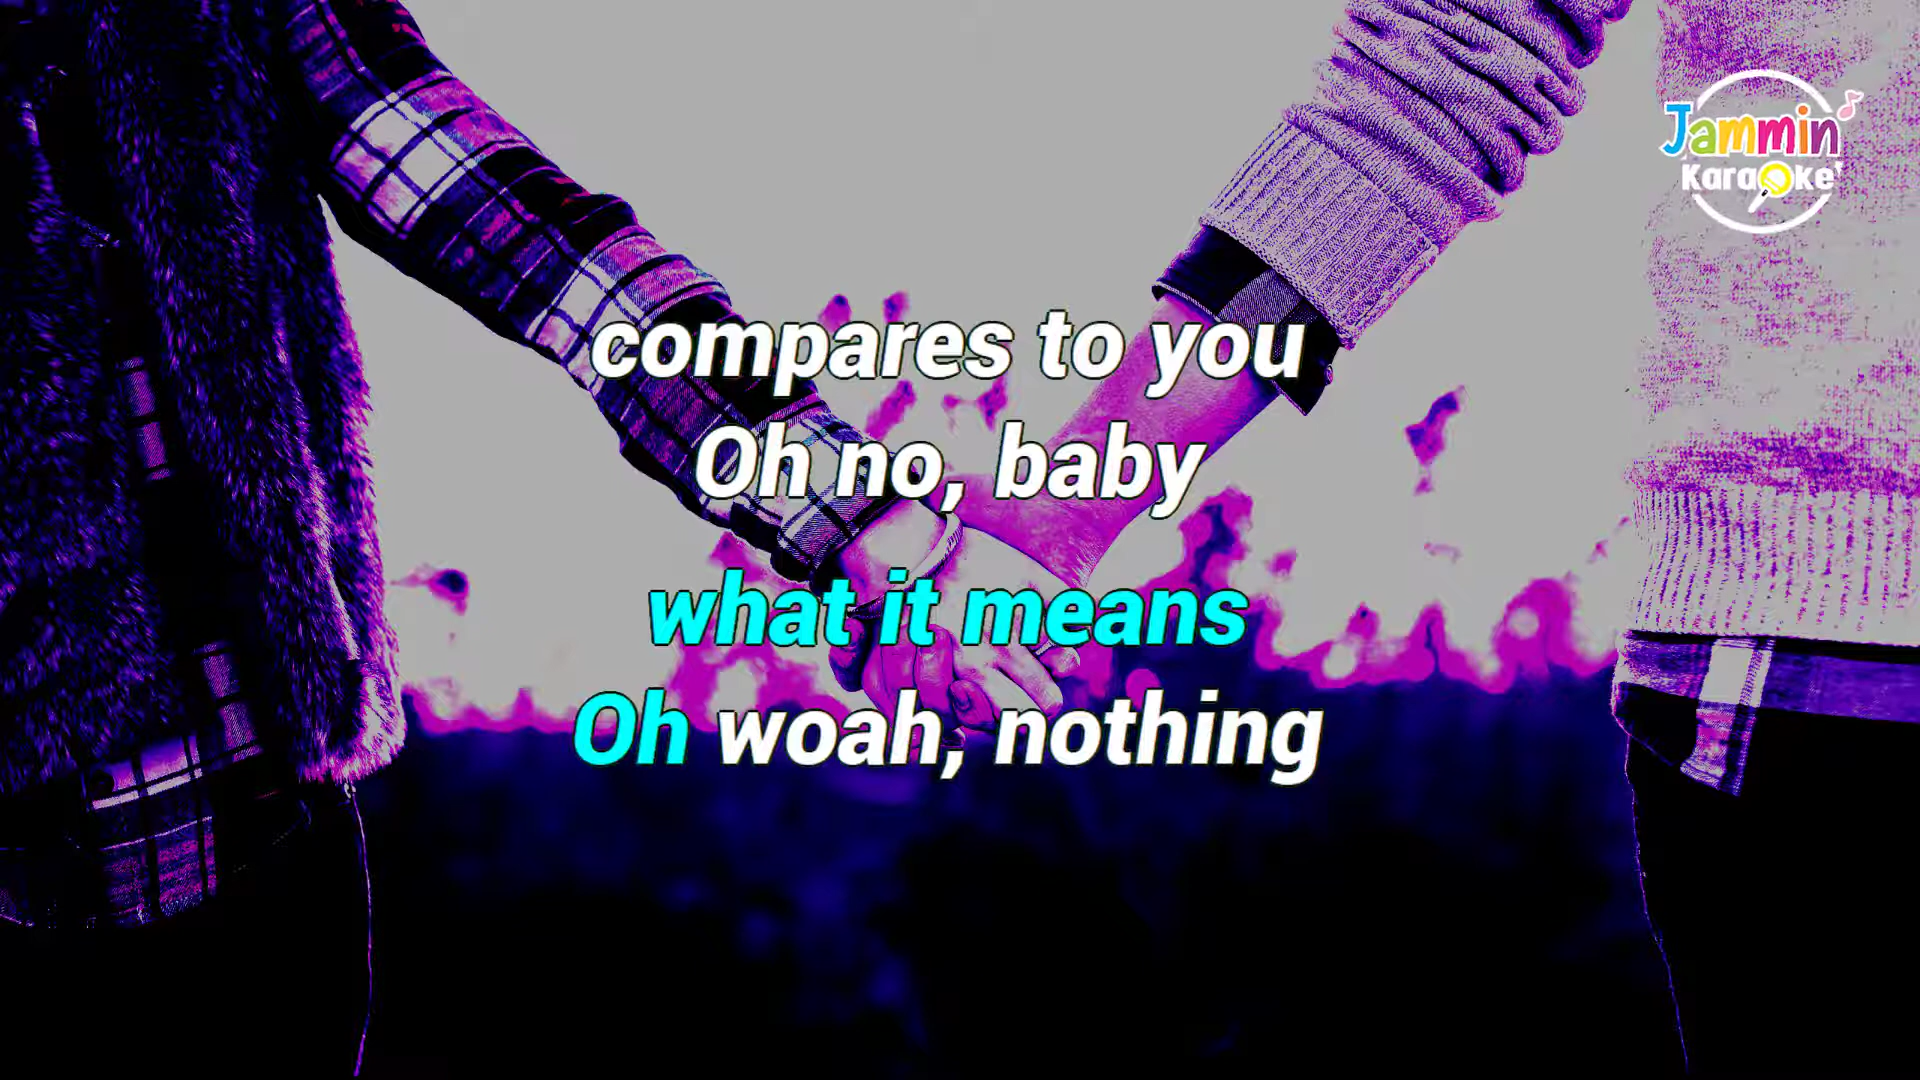 Jammin
Karaoke
compares to you
Oh no, baby
what it means
Oh woah, nothing